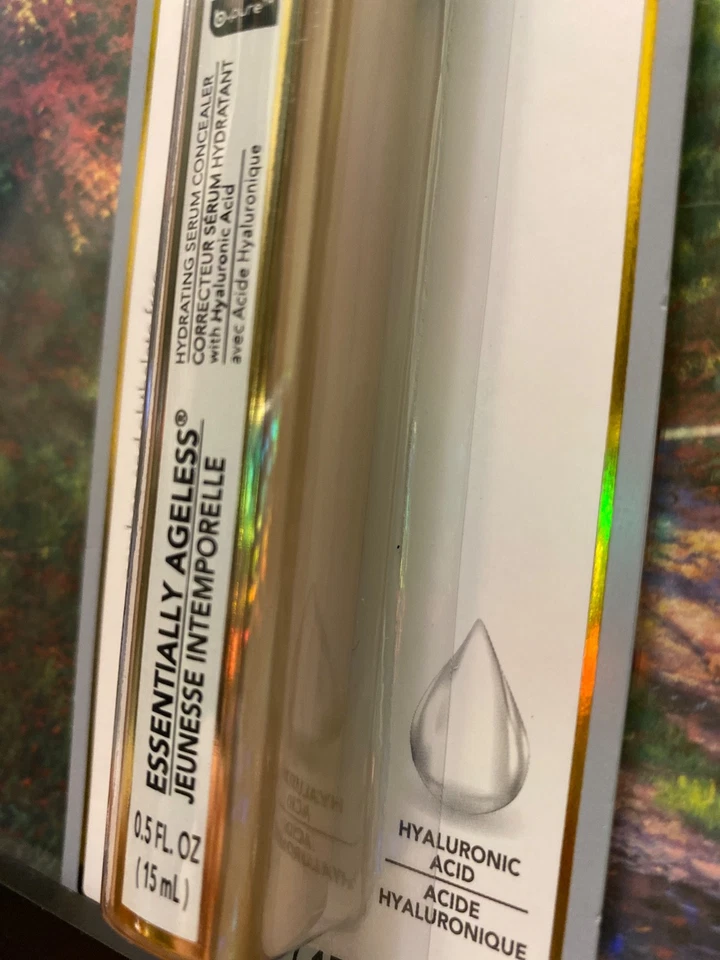 b·pure
HYDRATING SERUM CONCEALER
CORRECTEUR SÉRUM HYDRATANT
with Hyaluronic Acid
avec Acide Hyaluronique
ESSENTIALLY AGELESS®
JEUNESSE INTEMPORELLE
0.5 FL. OZ
(15 mL)
HYALURONIC
ACID
ACIDE
HYALURONIQUE